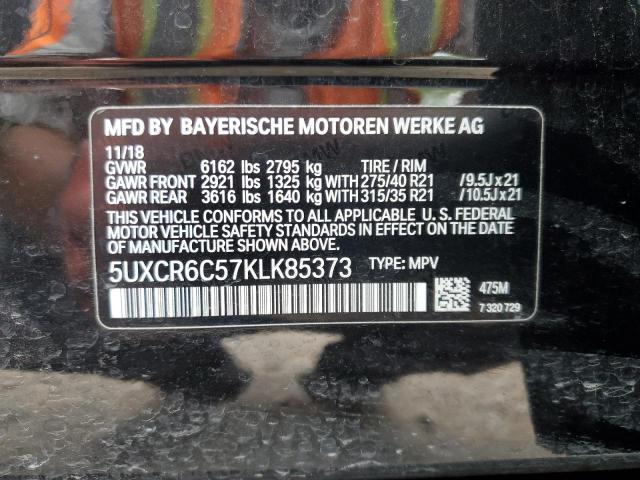 MFD BY BAYERISCHE MOTOREN WERKE AG
11/18
GVWR 6162 lbs 2795 kg TIRE / RIM
GAWR FRONT 2921 lbs 1325 kg WITH 275/40 R21 /9.5J x 21
GAWR REAR 3616 lbs 1640 kg WITH 315/35 R21 /10.5J x 21
THIS VEHICLE CONFORMS TO ALL APPLICABLE U. S. FEDERAL
MOTOR VEHICLE SAFETY STANDARDS IN EFFECT ON THE DATE
OF MANUFACTURE SHOWN ABOVE.
5UXCR6C57KLK85373 TYPE: MPV
475M
7 320 729